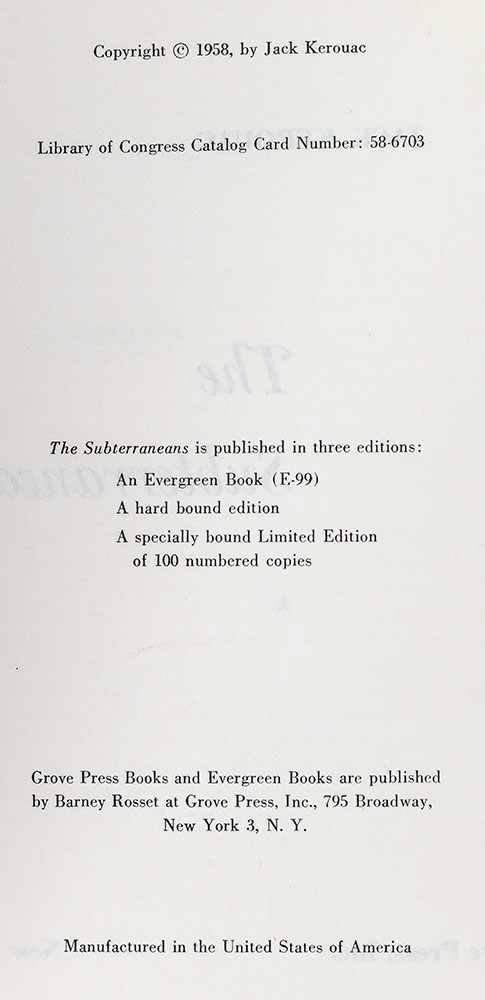 Copyright © 1958, by Jack Kerouac
Library of Congress Catalog Card Number: 58-6703
The Subterraneans is published in three editions:
An Evergreen Book (E-99)
A hard bound edition
A specially bound Limited Edition
of 100 numbered copies
Grove Press Books and Evergreen Books are published
by Barney Rosset at Grove Press, Inc., 795 Broadway,
New York 3, N. Y.
Manufactured in the United States of America